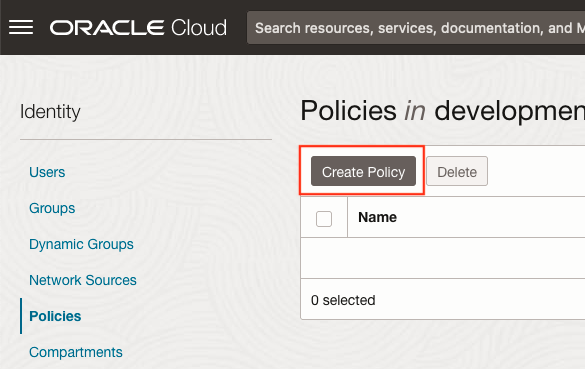 ORACLE Cloud
Search resources, services, documentation, and M
Identity
Users
Groups
Dynamic Groups
Network Sources
Policies
Compartments
Policies in developmen
Create Policy
Delete
Name
0 selected